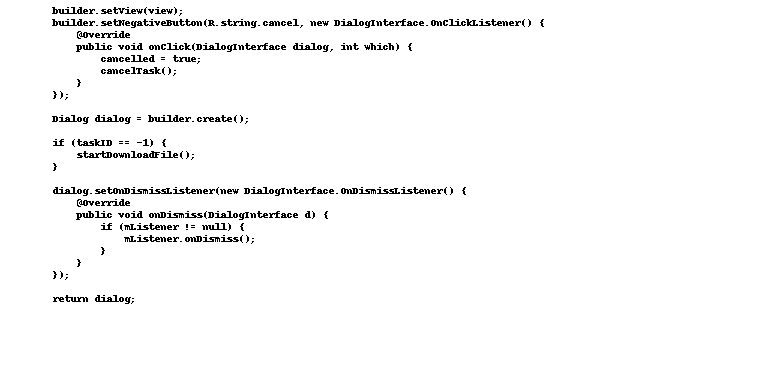 builder.setView(view);
builder.setNegativeButton(R.string.cancel, new DialogInterface.OnClickListener() {
    @Override
    public void onClick(DialogInterface dialog, int which) {
        cancelled = true;
        cancelTask();
    }
});

Dialog dialog = builder.create();

if (taskID == -1) {
    startDownloadFile();
}

dialog.setOnDismissListener(new DialogInterface.OnDismissListener() {
    @Override
    public void onDismiss(DialogInterface d) {
        if (mListener != null) {
            mListener.onDismiss();
        }
    }
});

return dialog;